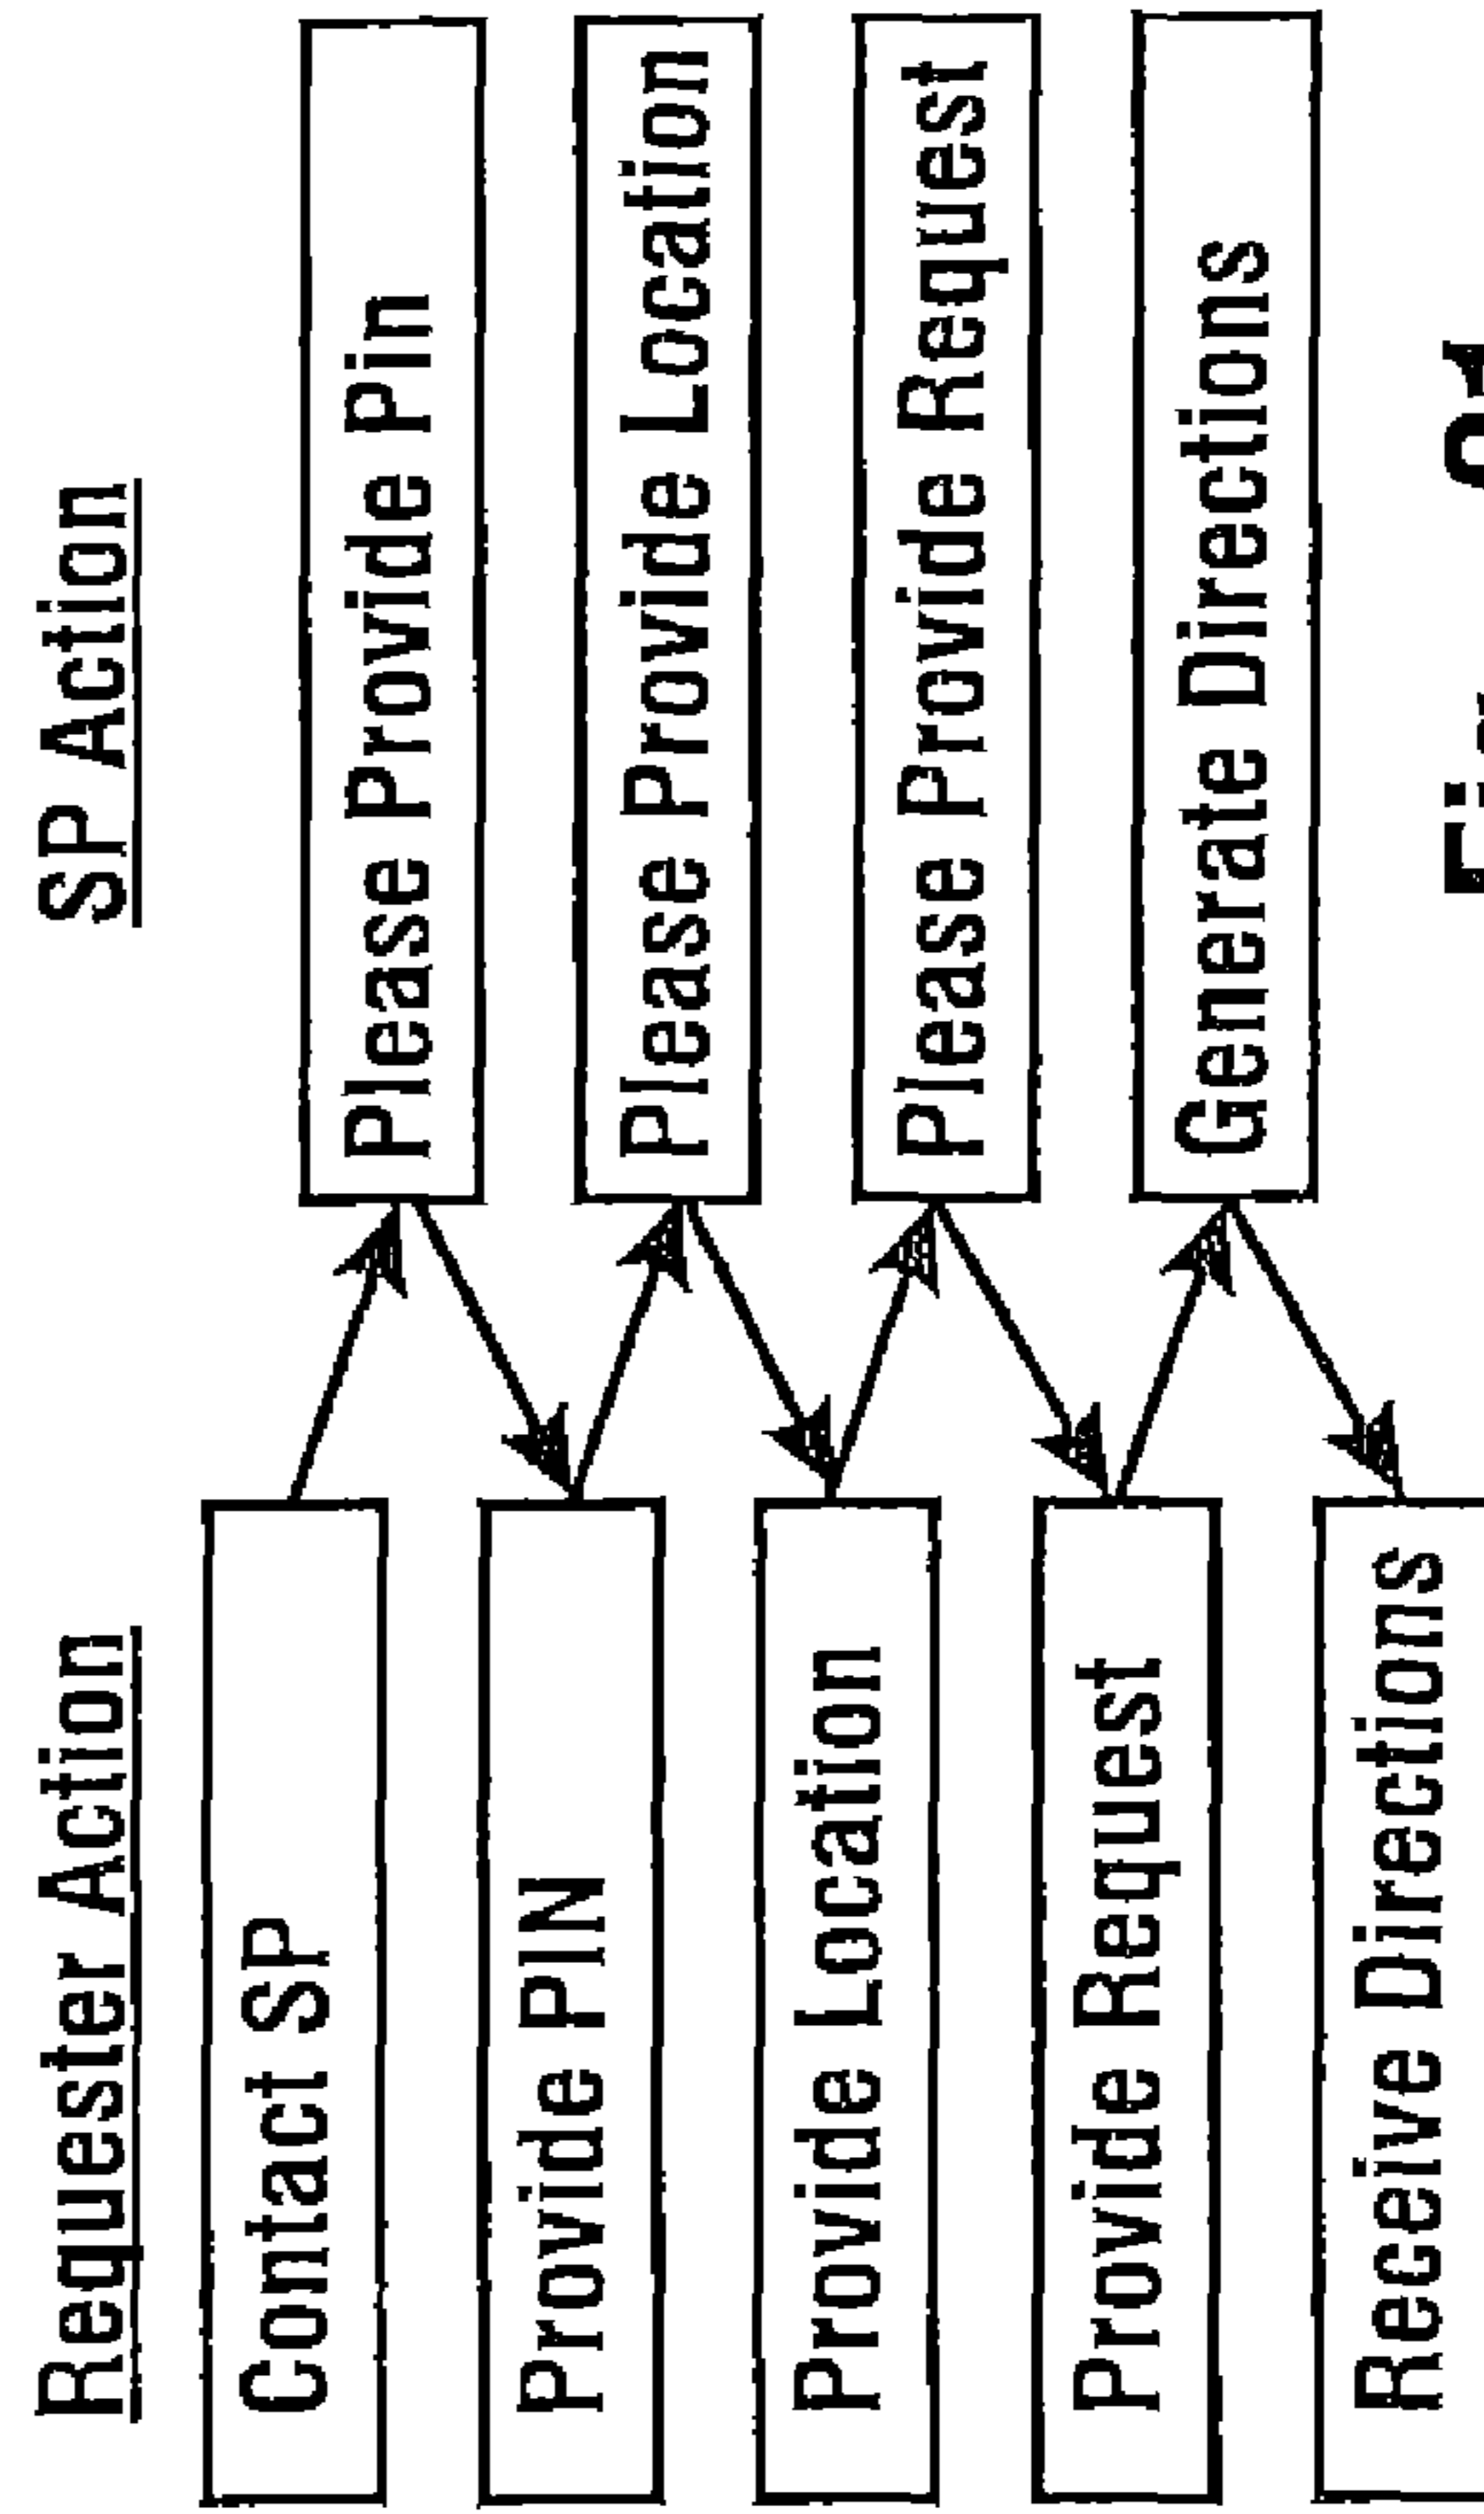 Requester Action
SP Action
Contact SP
Please Provide Pin
Provide PIN
Please Provide Location
Provide Location
Please Provide Request
Provide Request
Generate Directions
Receive Directions